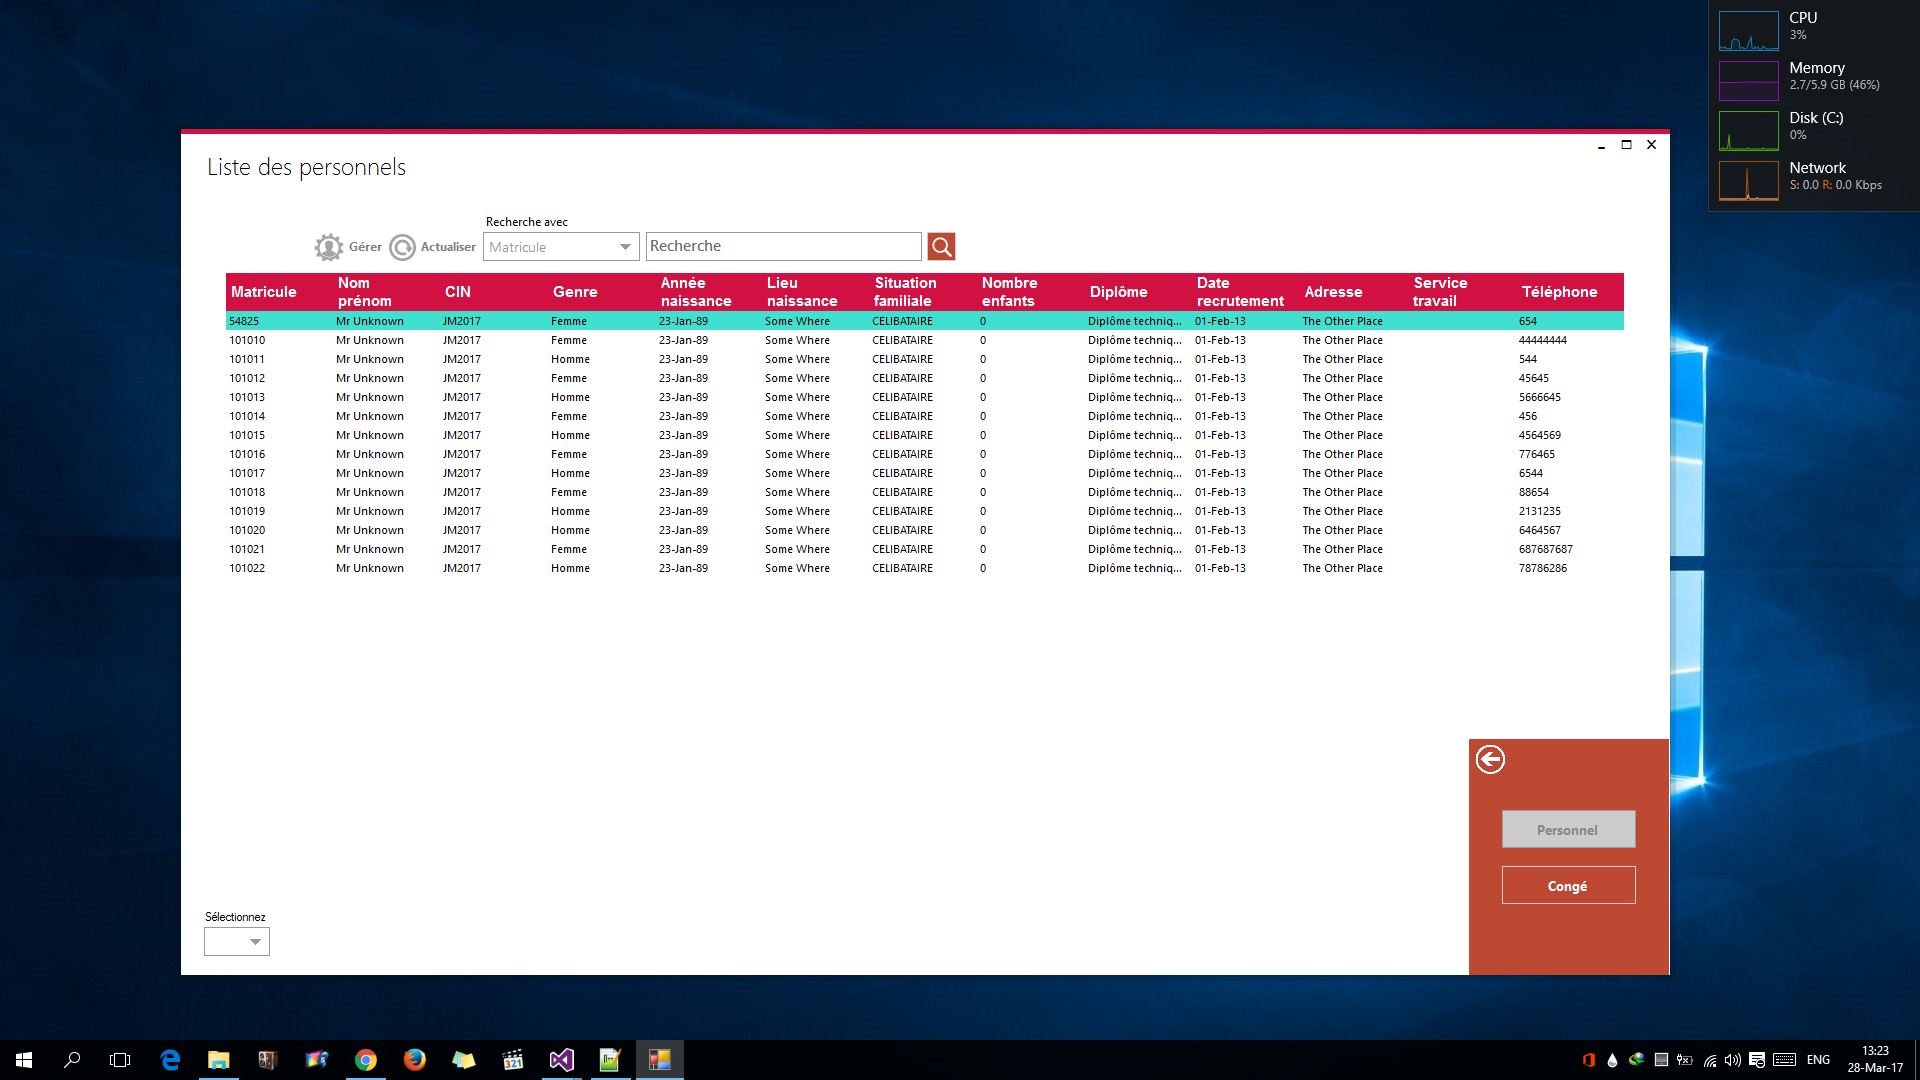 CPU
3%
Memory
2.7/5.9 GB (46%)
Disk (C:)
0%
Network
S: 0.0 R: 0.0 Kbps
Liste des personnels
Recherche avec
Gérer Actualiser Matricule Recherche
Matricule Nom prénom CIN Genre Année naissance Lieu naissance Situation familiale Nombre enfants Diplôme Date recrutement Adresse Service travail Téléphone
54825 Mr Unknown JM2017 Femme 23-Jan-89 Some Where CELIBATAIRE 0 Diplôme techniq... 01-Feb-13 The Other Place 654
101010 Mr Unknown JM2017 Femme 23-Jan-89 Some Where CELIBATAIRE 0 Diplôme techniq... 01-Feb-13 The Other Place 44444444
101011 Mr Unknown JM2017 Homme 23-Jan-89 Some Where CELIBATAIRE 0 Diplôme techniq... 01-Feb-13 The Other Place 544
101012 Mr Unknown JM2017 Femme 23-Jan-89 Some Where CELIBATAIRE 0 Diplôme techniq... 01-Feb-13 The Other Place 45645
101013 Mr Unknown JM2017 Homme 23-Jan-89 Some Where CELIBATAIRE 0 Diplôme techniq... 01-Feb-13 The Other Place 5666645
101014 Mr Unknown JM2017 Femme 23-Jan-89 Some Where CELIBATAIRE 0 Diplôme techniq... 01-Feb-13 The Other Place 456
101015 Mr Unknown JM2017 Homme 23-Jan-89 Some Where CELIBATAIRE 0 Diplôme techniq... 01-Feb-13 The Other Place 4564569
101016 Mr Unknown JM2017 Femme 23-Jan-89 Some Where CELIBATAIRE 0 Diplôme techniq... 01-Feb-13 The Other Place 776465
101017 Mr Unknown JM2017 Homme 23-Jan-89 Some Where CELIBATAIRE 0 Diplôme techniq... 01-Feb-13 The Other Place 6544
101018 Mr Unknown JM2017 Femme 23-Jan-89 Some Where CELIBATAIRE 0 Diplôme techniq... 01-Feb-13 The Other Place 88654
101019 Mr Unknown JM2017 Homme 23-Jan-89 Some Where CELIBATAIRE 0 Diplôme techniq... 01-Feb-13 The Other Place 2131235
101020 Mr Unknown JM2017 Homme 23-Jan-89 Some Where CELIBATAIRE 0 Diplôme techniq... 01-Feb-13 The Other Place 6464567
101021 Mr Unknown JM2017 Femme 23-Jan-89 Some Where CELIBATAIRE 0 Diplôme techniq... 01-Feb-13 The Other Place 687687687
101022 Mr Unknown JM2017 Homme 23-Jan-89 Some Where CELIBATAIRE 0 Diplôme techniq... 01-Feb-13 The Other Place 78786286
Personnel
Congé
Sélectionnez
321
ENG
13:23
28-Mar-17